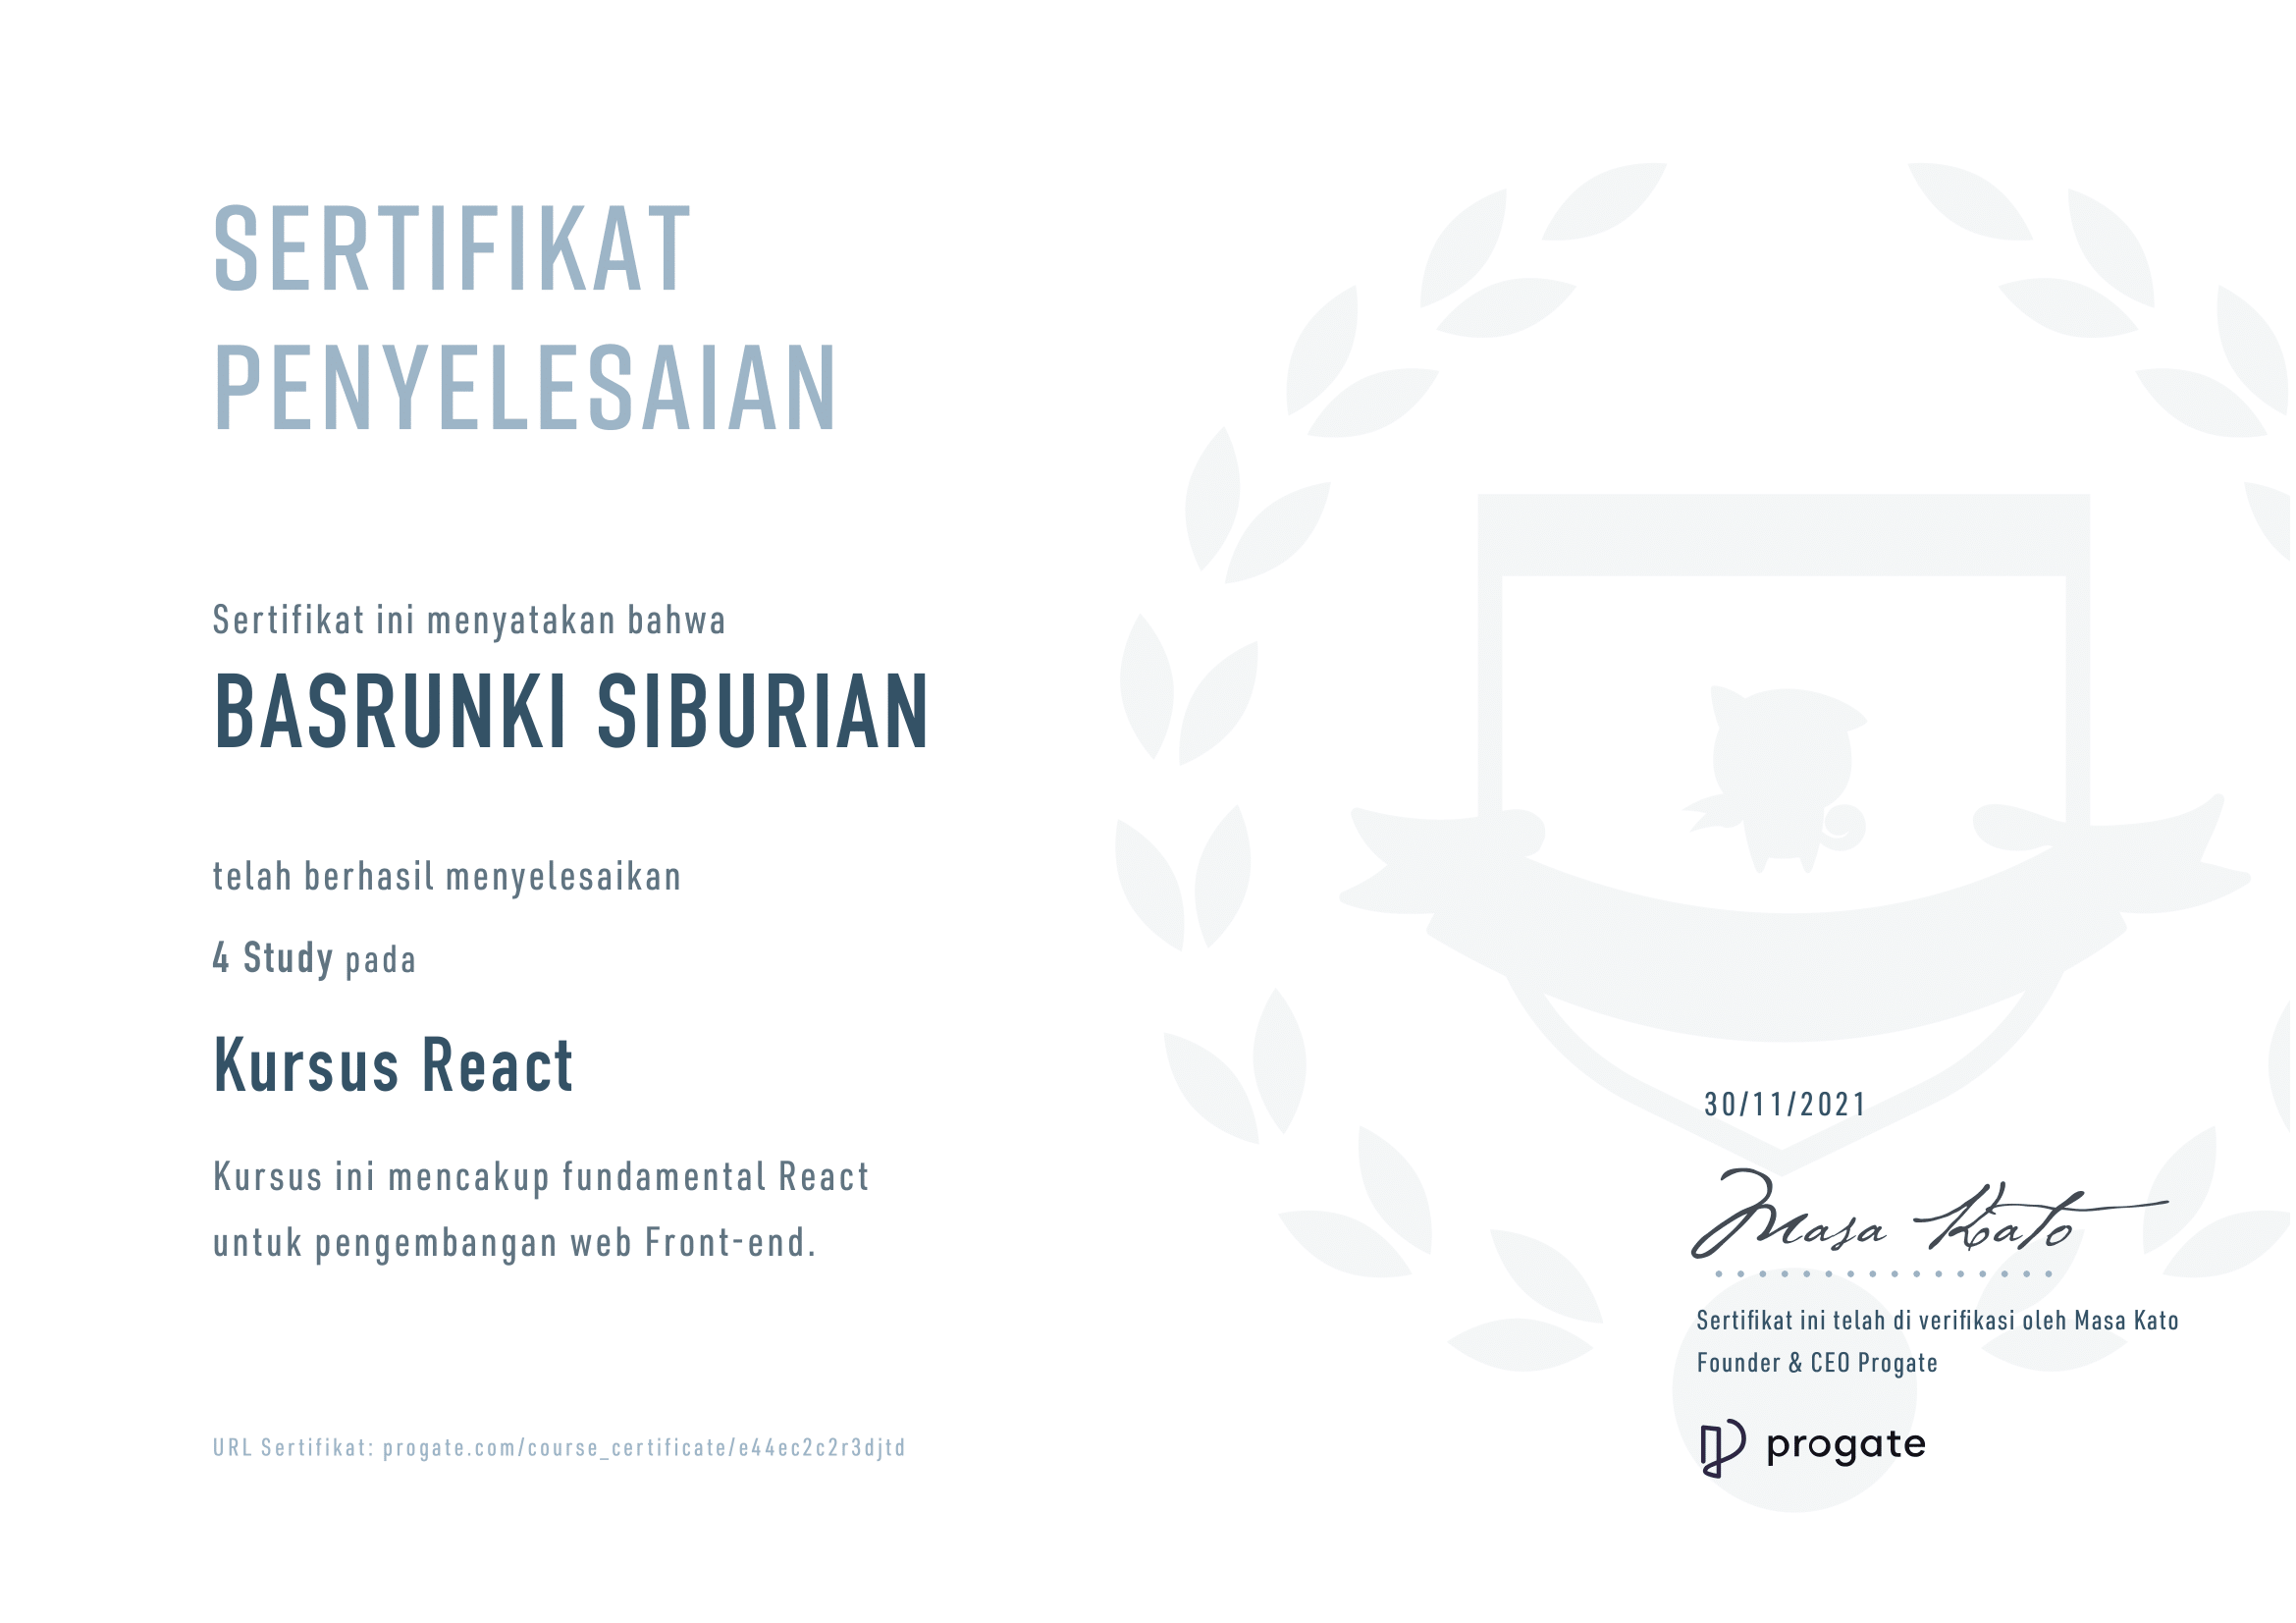 SERTIFIKAT
PENYELESAIAN
Sertifikat ini menyatakan bahwa
BASRUNKI SIBURIAN
telah berhasil menyelesaikan
4 Study pada
Kursus React
Kursus ini mencakup fundamental React
untuk pengembangan web Front-end.
URL Sertifikat: progate.com/course_certificate/e44ec2c2r3djtd
30/11/2021
Masa Kato
Sertifikat ini telah di verifikasi oleh Masa Kato
Founder & CEO Progate
progate